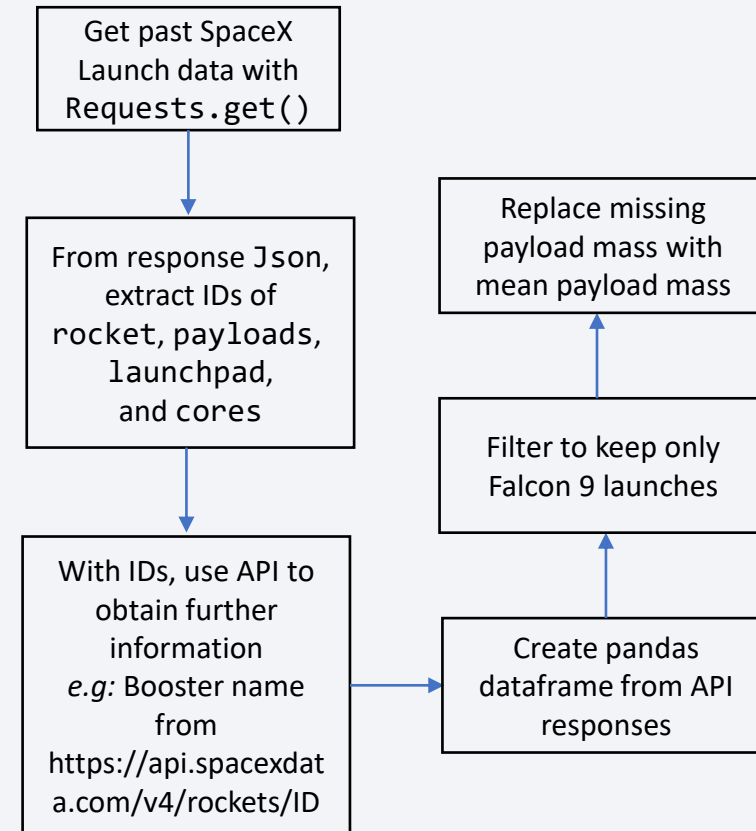 Get past SpaceX
Launch data with
Requests.get()
From response Json,
extract IDs of
rocket, payloads,
launchpad,
and cores
With IDs, use API to
obtain further
information
e.g: Booster name
from
https://api.spacexdat
a.com/v4/rockets/ID
Create pandas
dataframe from API
responses
Filter to keep only
Falcon 9 launches
Replace missing
payload mass with
mean payload mass